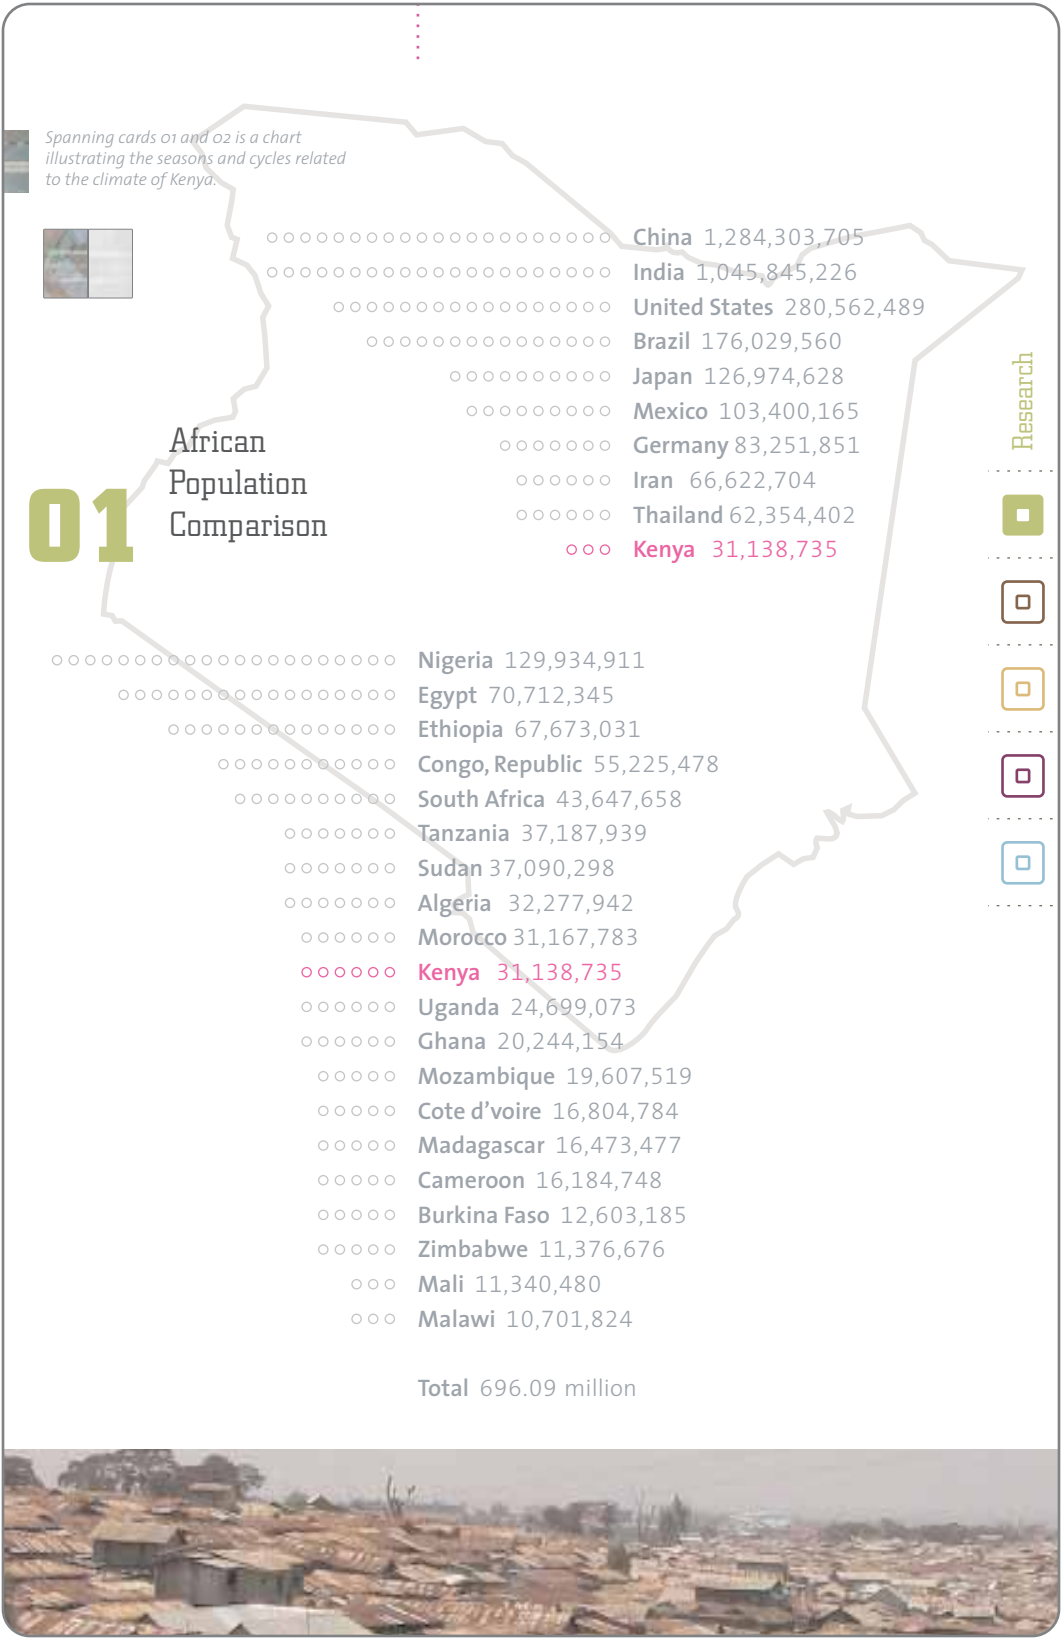 Spanning cards 01 and 02 is a chart
illustrating the seasons and cycles related
to the climate of Kenya.
China 1,284,303,705
India 1,045,845,226
United States 280,562,489
Brazil 176,029,560
Japan 126,974,628
Mexico 103,400,165
Germany 83,251,851
Iran 66,622,704
Thailand 62,354,402
Kenya 31,138,735
Research
01
African
Population
Comparison
Nigeria 129,934,911
Egypt 70,712,345
Ethiopia 67,673,031
Congo, Republic 55,225,478
South Africa 43,647,658
Tanzania 37,187,939
Sudan 37,090,298
Algeria 32,277,942
Morocco 31,167,783
Kenya 31,138,735
Uganda 24,699,073
Ghana 20,244,154
Mozambique 19,607,519
Cote d’voire 16,804,784
Madagascar 16,473,477
Cameroon 16,184,748
Burkina Faso 12,603,185
Zimbabwe 11,376,676
Mali 11,340,480
Malawi 10,701,824
Total 696.09 million